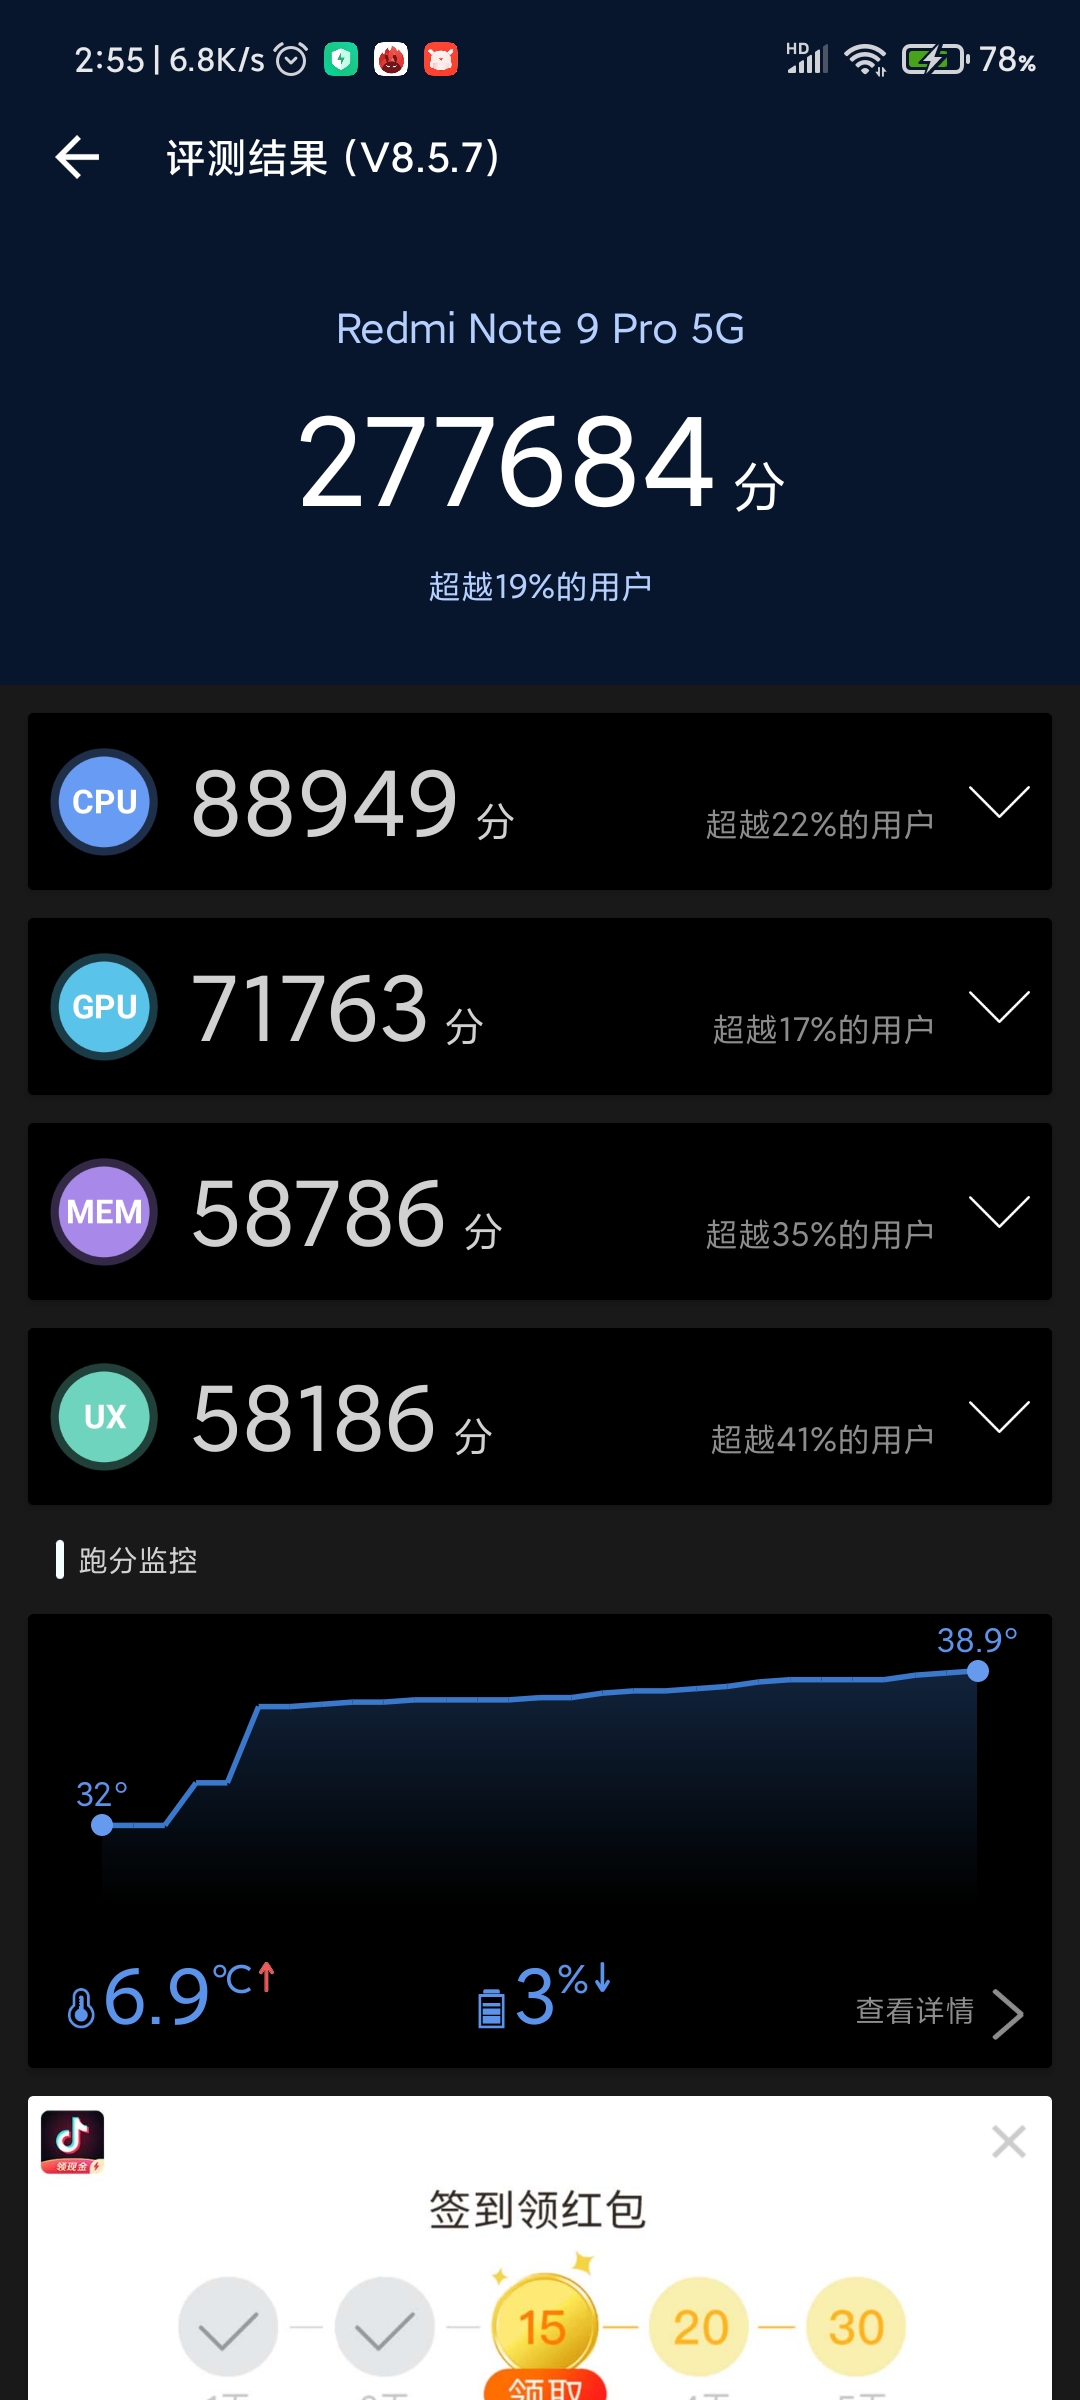 2:55 | 6.8K/s HD 78%
评测结果 (V8.5.7)
Redmi Note 9 Pro 5G
277684 分
超越19%的用户
CPU 88949 分 超越22%的用户
GPU 71763 分 超越17%的用户
MEM 58786 分 超越35%的用户
UX 58186 分 超越41%的用户
跑分监控
38.9°
32°
6.9℃↑ 3%↓ 查看详情
领现金
签到领红包
15 20 30
领取